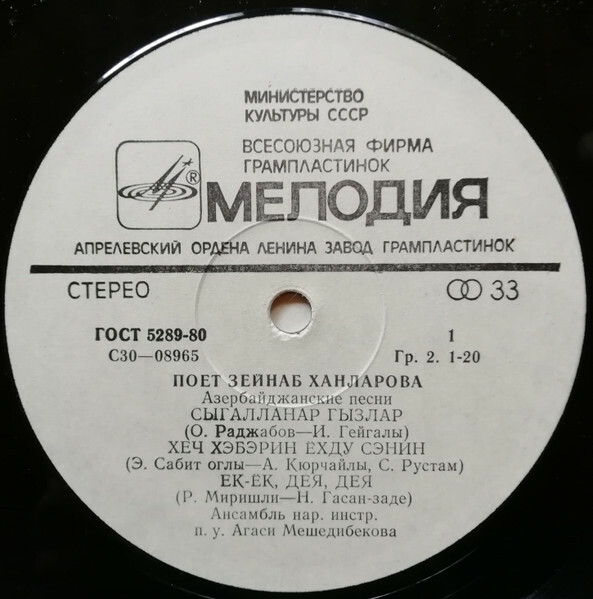 МИНИСТЕРСТВО
КУЛЬТУРЫ СССР
ВСЕСОЮЗНАЯ ФИРМА
ГРАМПЛАСТИНОК
® МЕЛОДИЯ
АПРЕЛЕВСКИЙ ОРДЕНА ЛЕНИНА ЗАВОД ГРАМПЛАСТИНОК
СТЕРЕО 33
ГОСТ 5289-80 1
С30—08965 Гр. 2. 1-20
ПОЕТ ЗЕЙНАБ ХАНЛАРОВА
Азербайджанские песни
СЫГАЛЛАНАР ГЫЗЛАР
(О. Раджабов—И. Гейгалы)
ХЕЧ ХЭБЭРИН ЕХДУ СЭНИН
(Э. Сабит оглы—А. Кюрчайлы, С. Рустам)
ЕК-ЕК, ДЕЯ, ДЕЯ
(Р. Миришли—Н. Гасан-заде)
Ансамбль нар. инстр.
п. у. Агаси Мешедибекова